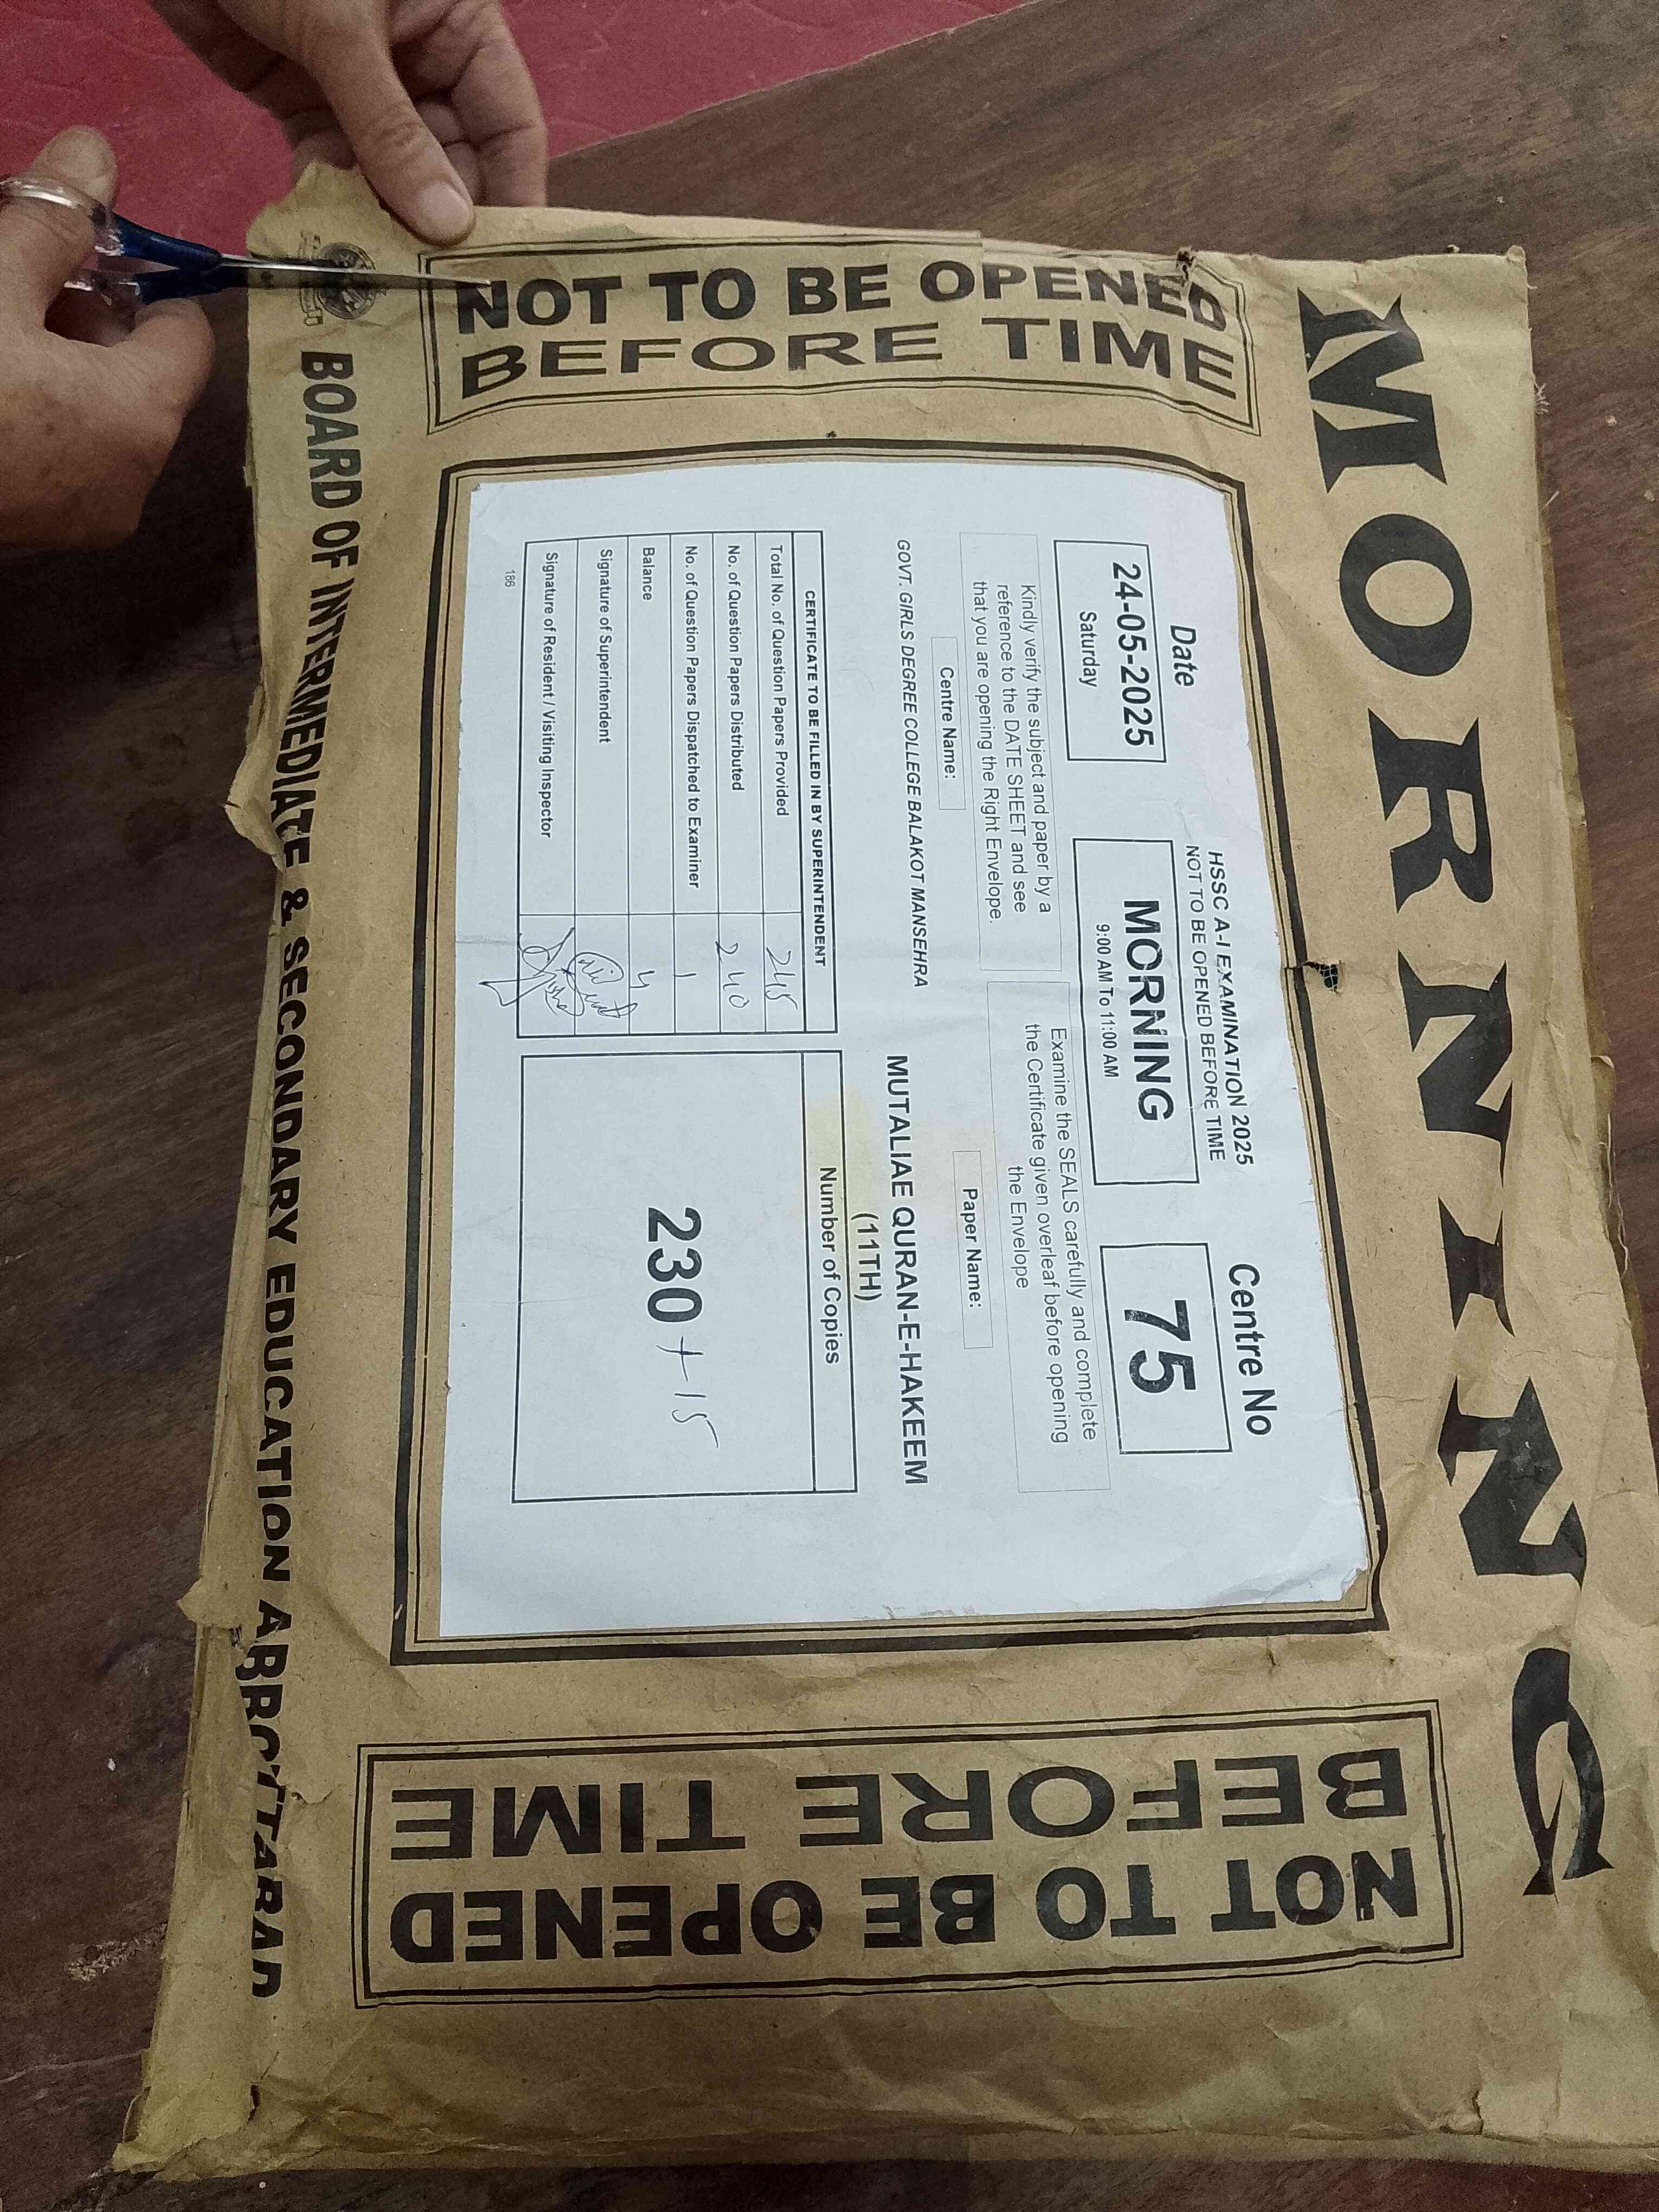 MORNING
NOT TO BE OPENED
BEFORE TIME
HSSC A-I EXAMINATION 2025
NOT TO BE OPENED BEFORE TIME
Date
24-05-2025
Saturday
MORNING
9:00 AM To 11:00 AM
Centre No
75
Kindly verify the subject and paper by a
reference to the DATE SHEET and see
that you are opening the Right Envelope.
Examine the SEALS carefully and complete
the Certificate given overleaf before opening
the Envelope
Centre Name:
GOVT. GIRLS DEGREE COLLEGE BALAKOT MANSEHRA
Paper Name:
MUTALIAE QURAN-E-HAKEEM
(11TH)
CERTIFICATE TO BE FILLED IN BY SUPERINTENDENT
Total No. of Question Papers Provided 245
No. of Question Papers Distributed 240
No. of Question Papers Dispatched to Examiner 1
Balance 4
Signature of Superintendent
Signature of Resident / Visiting Inspector
186
Number of Copies
230 + 15
NOT TO BE OPENED
BEFORE TIME
BOARD OF INTERMEDIATE & SECONDARY EDUCATION ABBOTTABAD